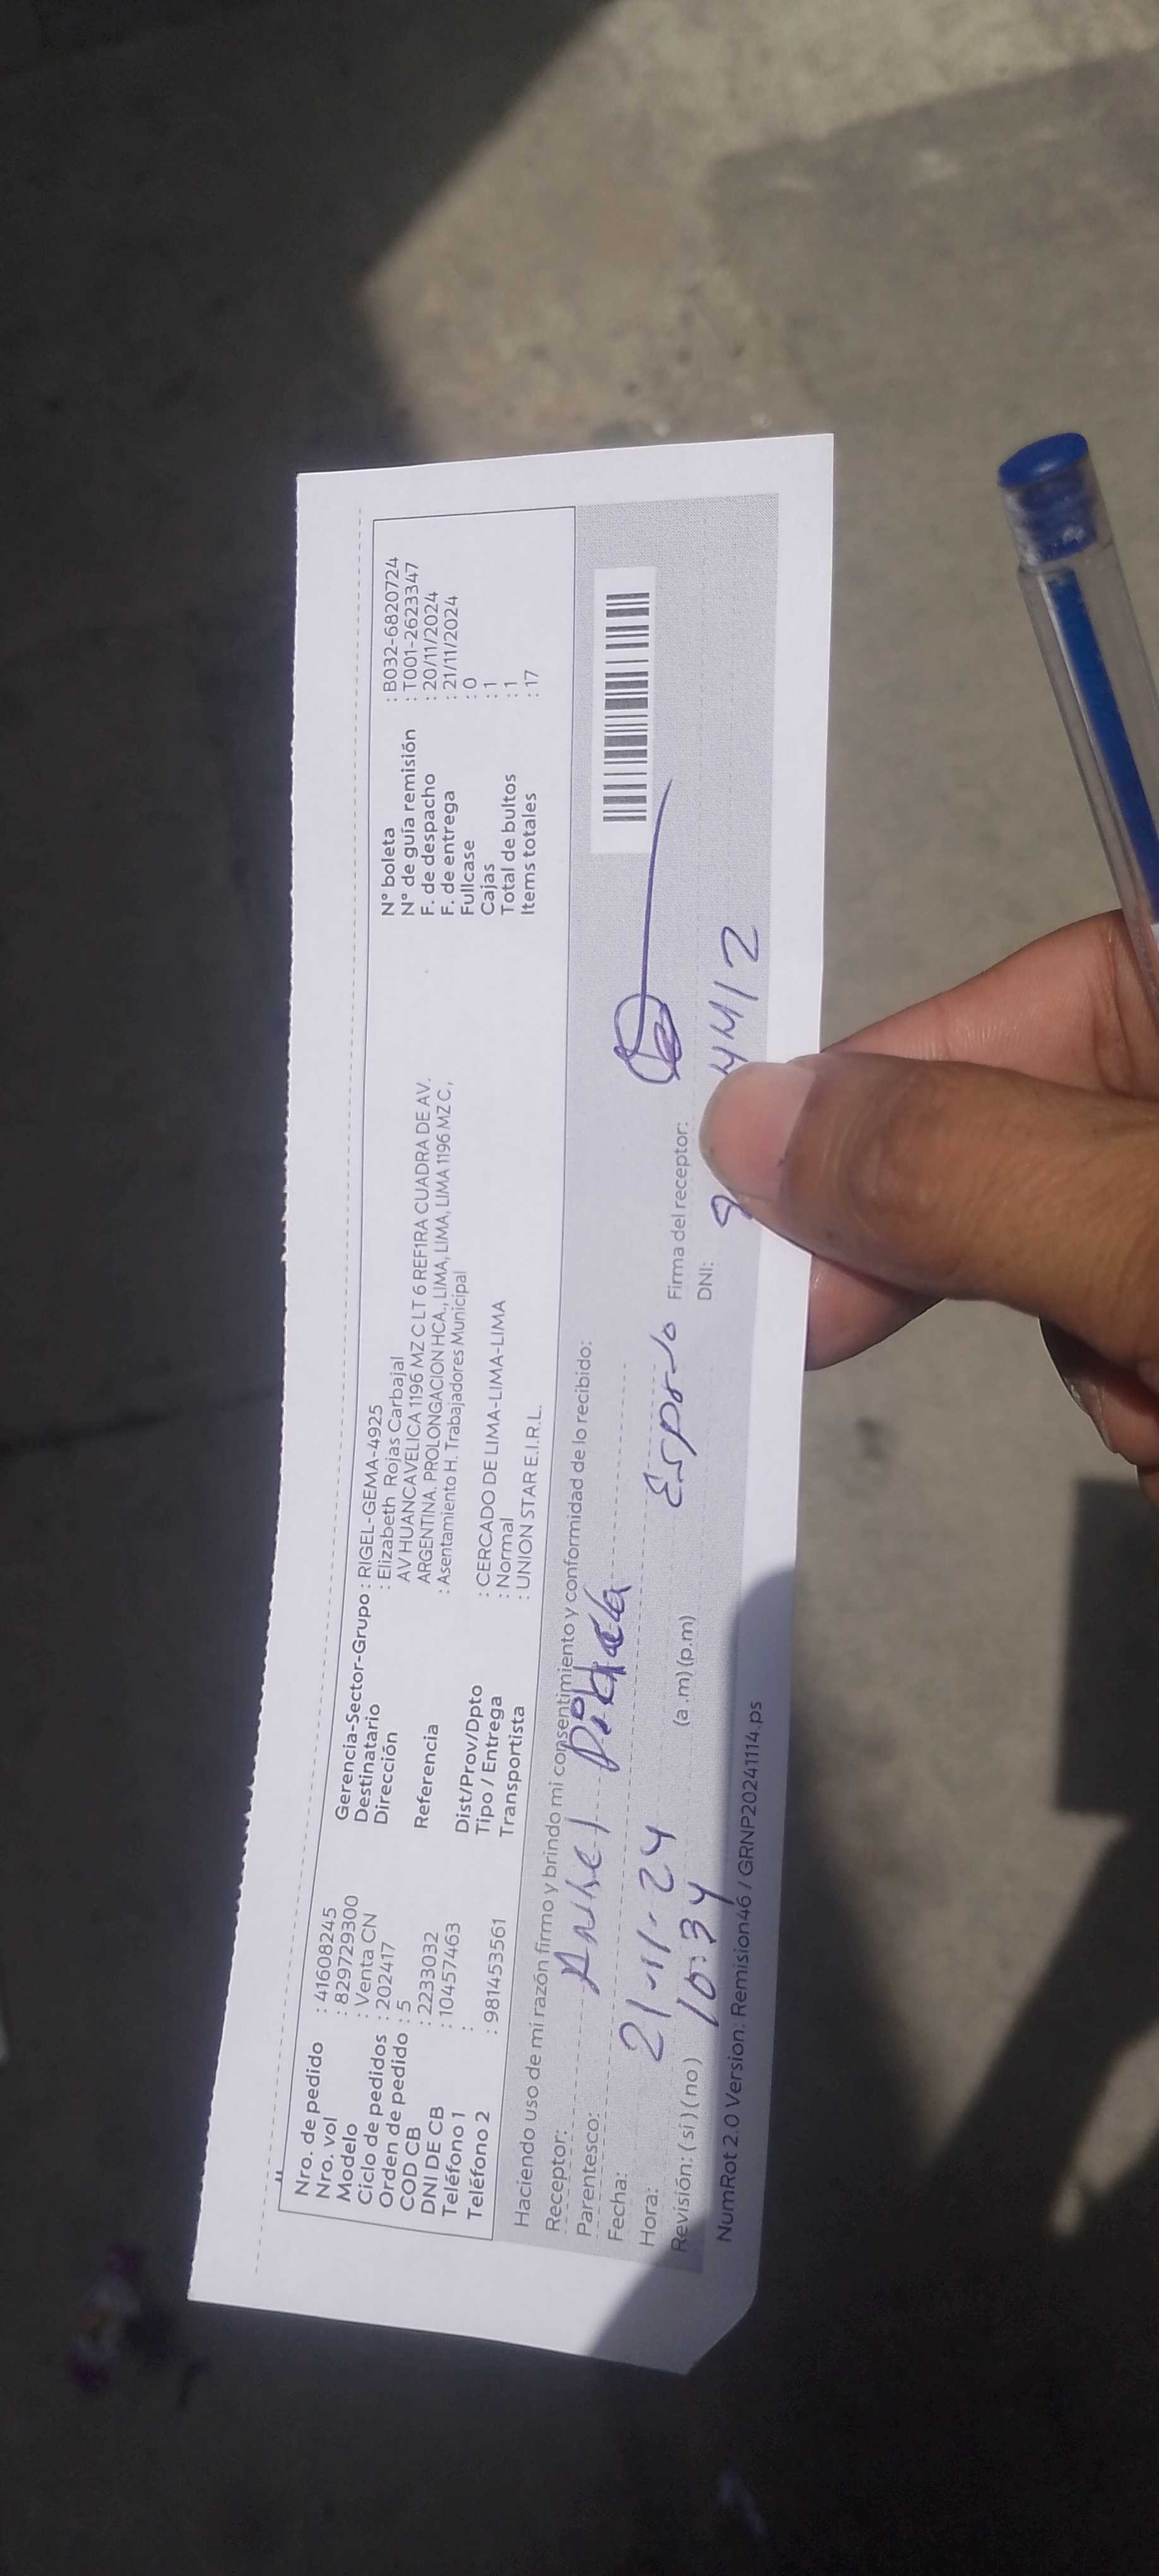 Nro. de pedido : 41608245
Nro. vol : 829729300
Modelo : Venta CN
Ciclo de pedidos : 202417
Orden de pedido : 5
COD CB : 2233032
DNI DE CB : 10457463
Teléfono 1 :
Teléfono 2 : 981453561
Gerencia-Sector-Grupo : RIGEL-GEMA-4925
Destinatario : Elizabeth Rojas Carbajal
Dirección AV HUANCAVELICA 1196 MZ C LT 6 REF1RA CUADRA DE AV.
ARGENTINA. PROLONGACION HCA., LIMA, LIMA, LIMA 1196 MZ C,
Referencia : Asentamiento H. Trabajadores Municipal
Dist/Prov/Dpto : CERCADO DE LIMA-LIMA-LIMA
Tipo / Entrega : Normal
Transportista : UNION STAR E.I.R.L.
N° boleta : B032-6820724
N° de guía remisión : T001-2623347
F. de despacho : 20/11/2024
F. de entrega : 21/11/2024
Fullcase : 0
Cajas : 1
Total de bultos : 1
Items totales : 17
Haciendo uso de mi razón firmo y brindo mi consentimiento y conformidad de lo recibido:
Receptor:
Parentesco:
Fecha: 21-11-24
Hora: 10:34 (a.m) (p.m)
Revisión: (si) (no)
Firma del receptor:
DNI:
NumRot 2.0 Version: Remision46 / GRNP20241114.ps